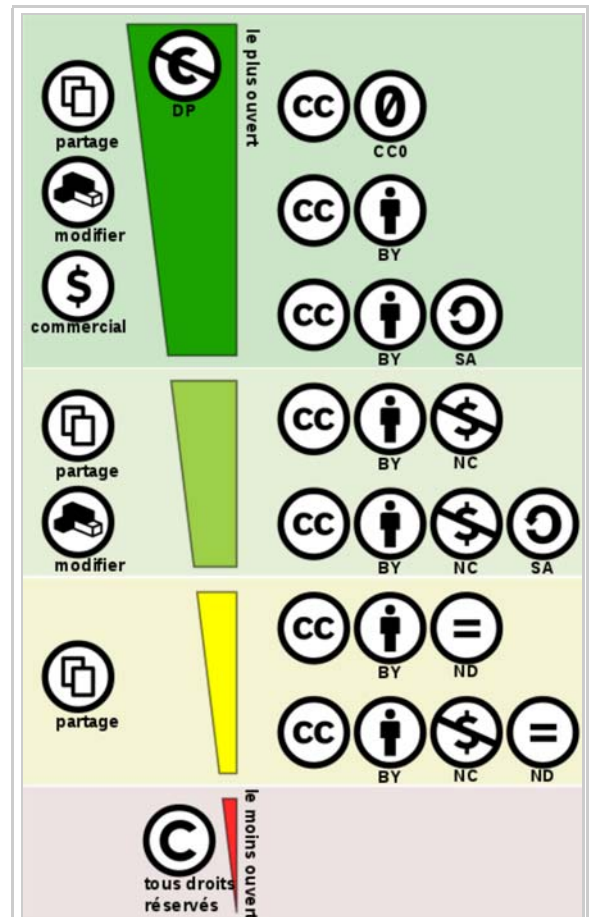 le plus ouvert
DP
partage
modifier
commercial
CC 0
CC0
CC
BY
CC
BY SA
partage
modifier
CC $
BY NC
CC $
BY NC SA
partage
CC =
BY ND
CC $ =
BY NC ND
C
tous droits
réservés
le moins ouvert